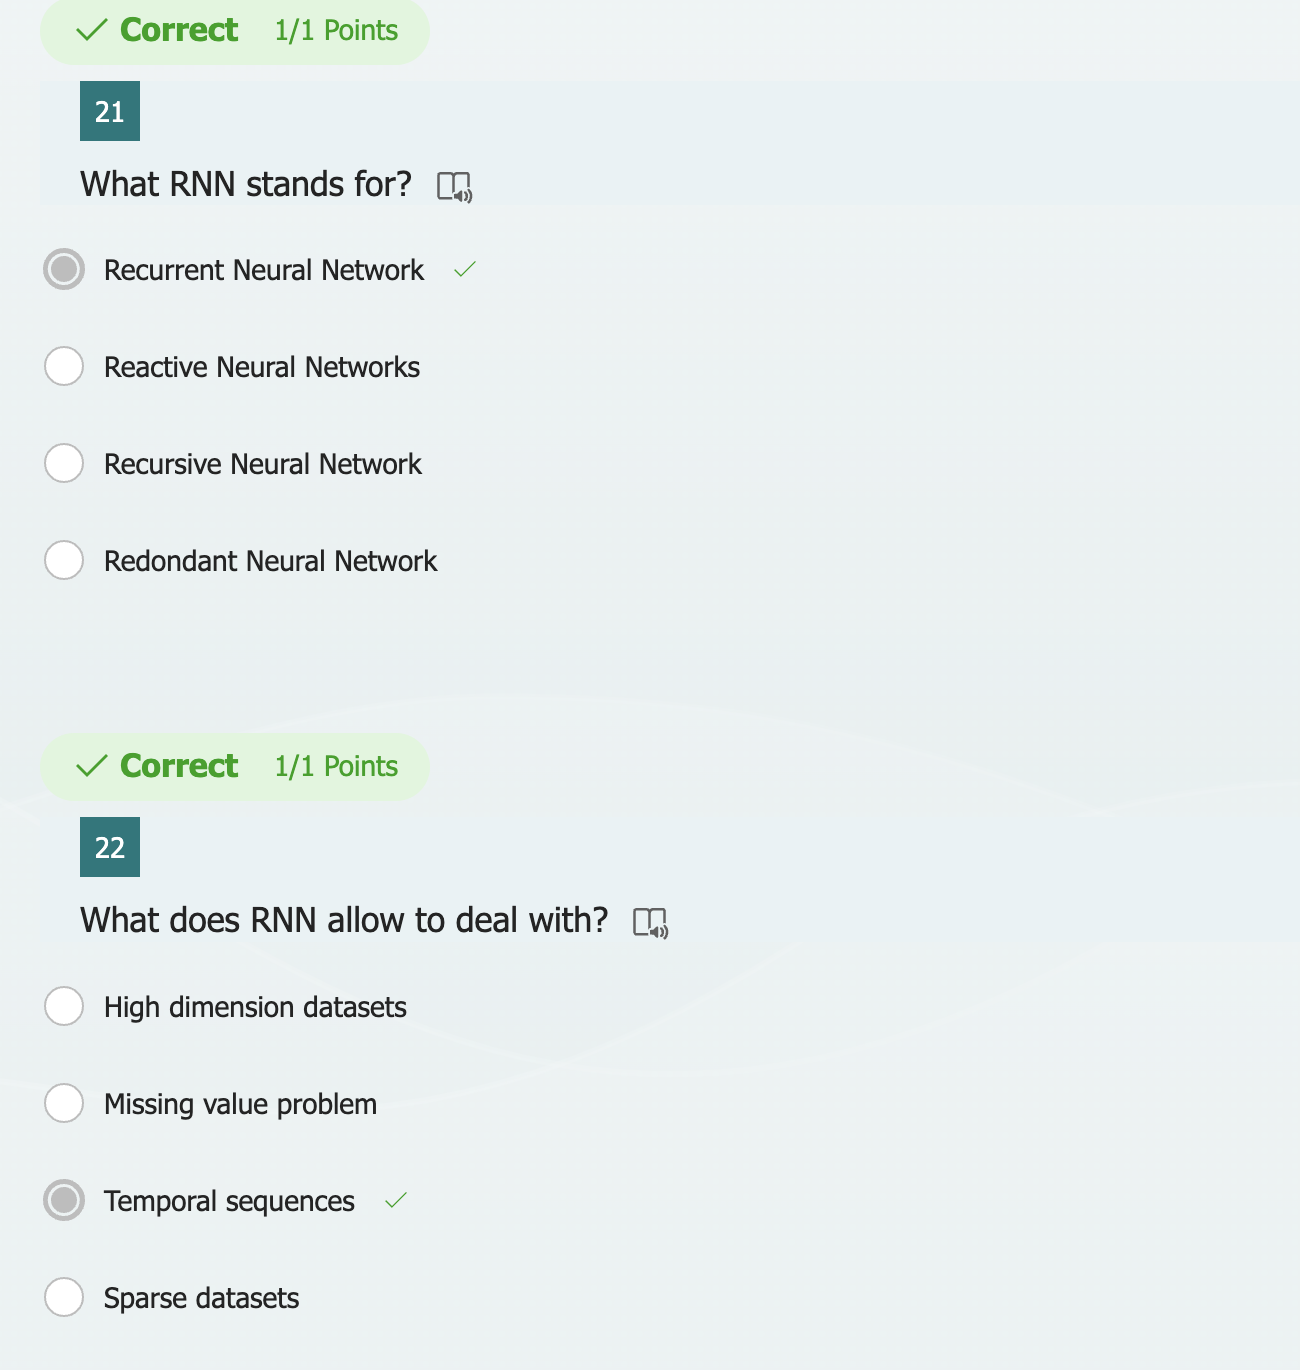 Correct 1/1 Points
21
What RNN stands for?
Recurrent Neural Network
Reactive Neural Networks
Recursive Neural Network
Redondant Neural Network
Correct 1/1 Points
22
What does RNN allow to deal with?
High dimension datasets
Missing value problem
Temporal sequences
Sparse datasets